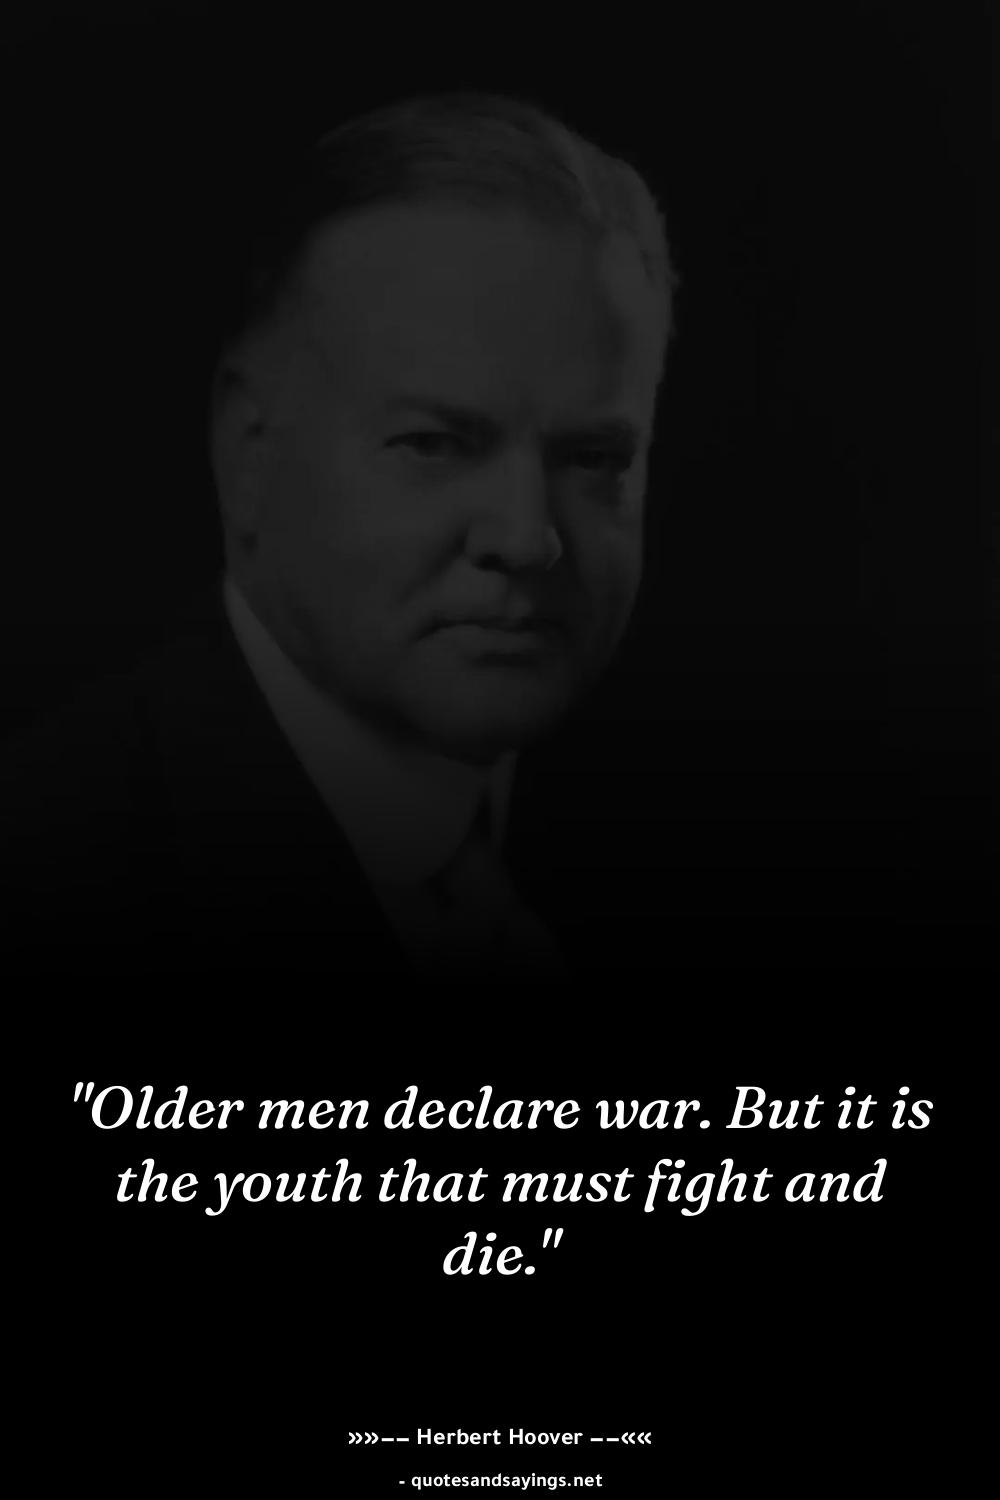 "Older men declare war. But it is
the youth that must fight and
die."
»»–– Herbert Hoover ––««
- quotesandsayings.net